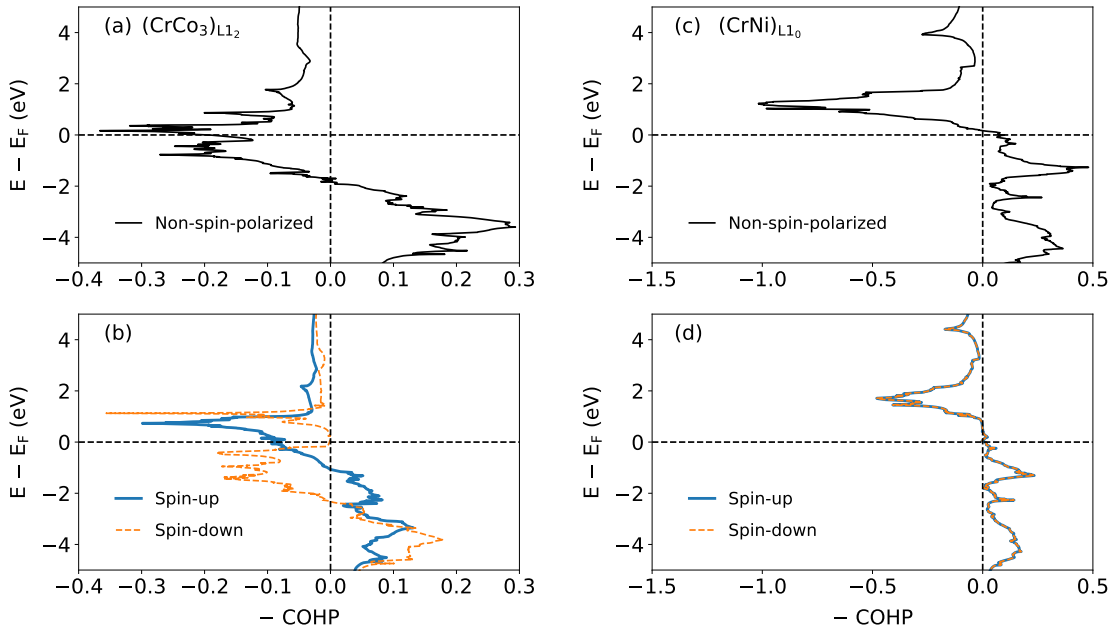 (a) (CrCo₃)L1₂
E − E_F (eV)
4
2
0
−2
−4
Non-spin-polarized
−0.4 −0.3 −0.2 −0.1 0.0 0.1 0.2 0.3
(c) (CrNi)L1₀
E − E_F (eV)
4
2
0
−2
−4
Non-spin-polarized
−1.5 −1.0 −0.5 0.0 0.5
(b)
E − E_F (eV)
4
2
0
−2
−4
Spin-up
Spin-down
−0.4 −0.3 −0.2 −0.1 0.0 0.1 0.2 0.3
− COHP
(d)
E − E_F (eV)
4
2
0
−2
−4
Spin-up
Spin-down
−1.5 −1.0 −0.5 0.0 0.5
− COHP